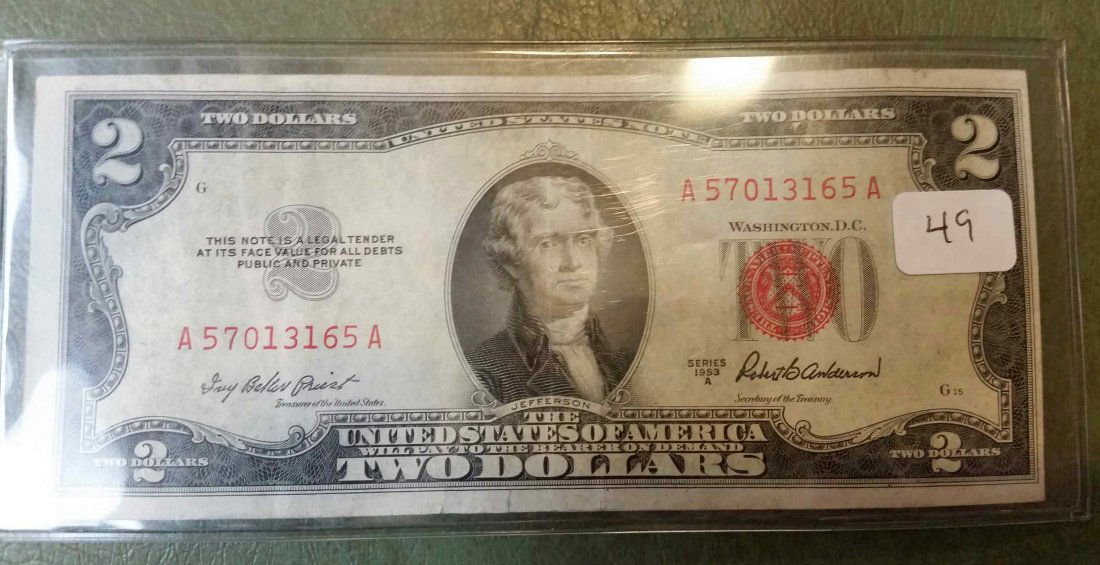 2 TWO DOLLARS UNITED STATES NOTE TWO DOLLARS 2
G
A 57013165 A
49
2
THIS NOTE IS A LEGAL TENDER
AT ITS FACE VALUE FOR ALL DEBTS
PUBLIC AND PRIVATE
WASHINGTON, D.C.
TWO
A 57013165 A
SERIES
1953
A
Ivy Baker Priest
Treasurer of the United States.
Robert B Anderson
Secretary of the Treasury
G 15
JEFFERSON
THE
UNITED STATES OF AMERICA
WILL PAY TO THE BEARER ON DEMAND
TWO DOLLARS
TWO DOLLARS
2
TWO DOLLARS
2